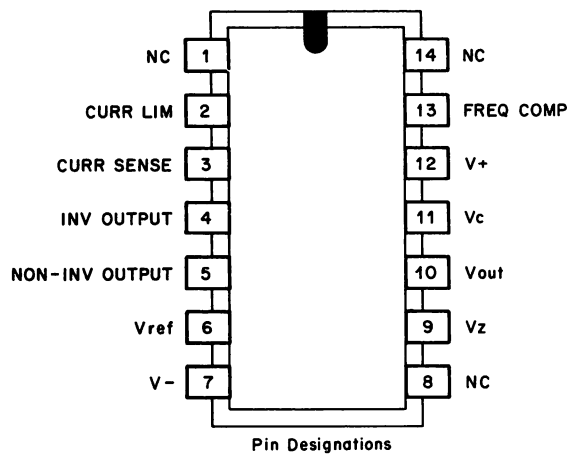 NC 1 14 NC
CURR LIM 2 13 FREQ COMP
CURR SENSE 3 12 V+
INV OUTPUT 4 11 Vc
NON-INV OUTPUT 5 10 Vout
Vref 6 9 Vz
V- 7 8 NC
Pin Designations